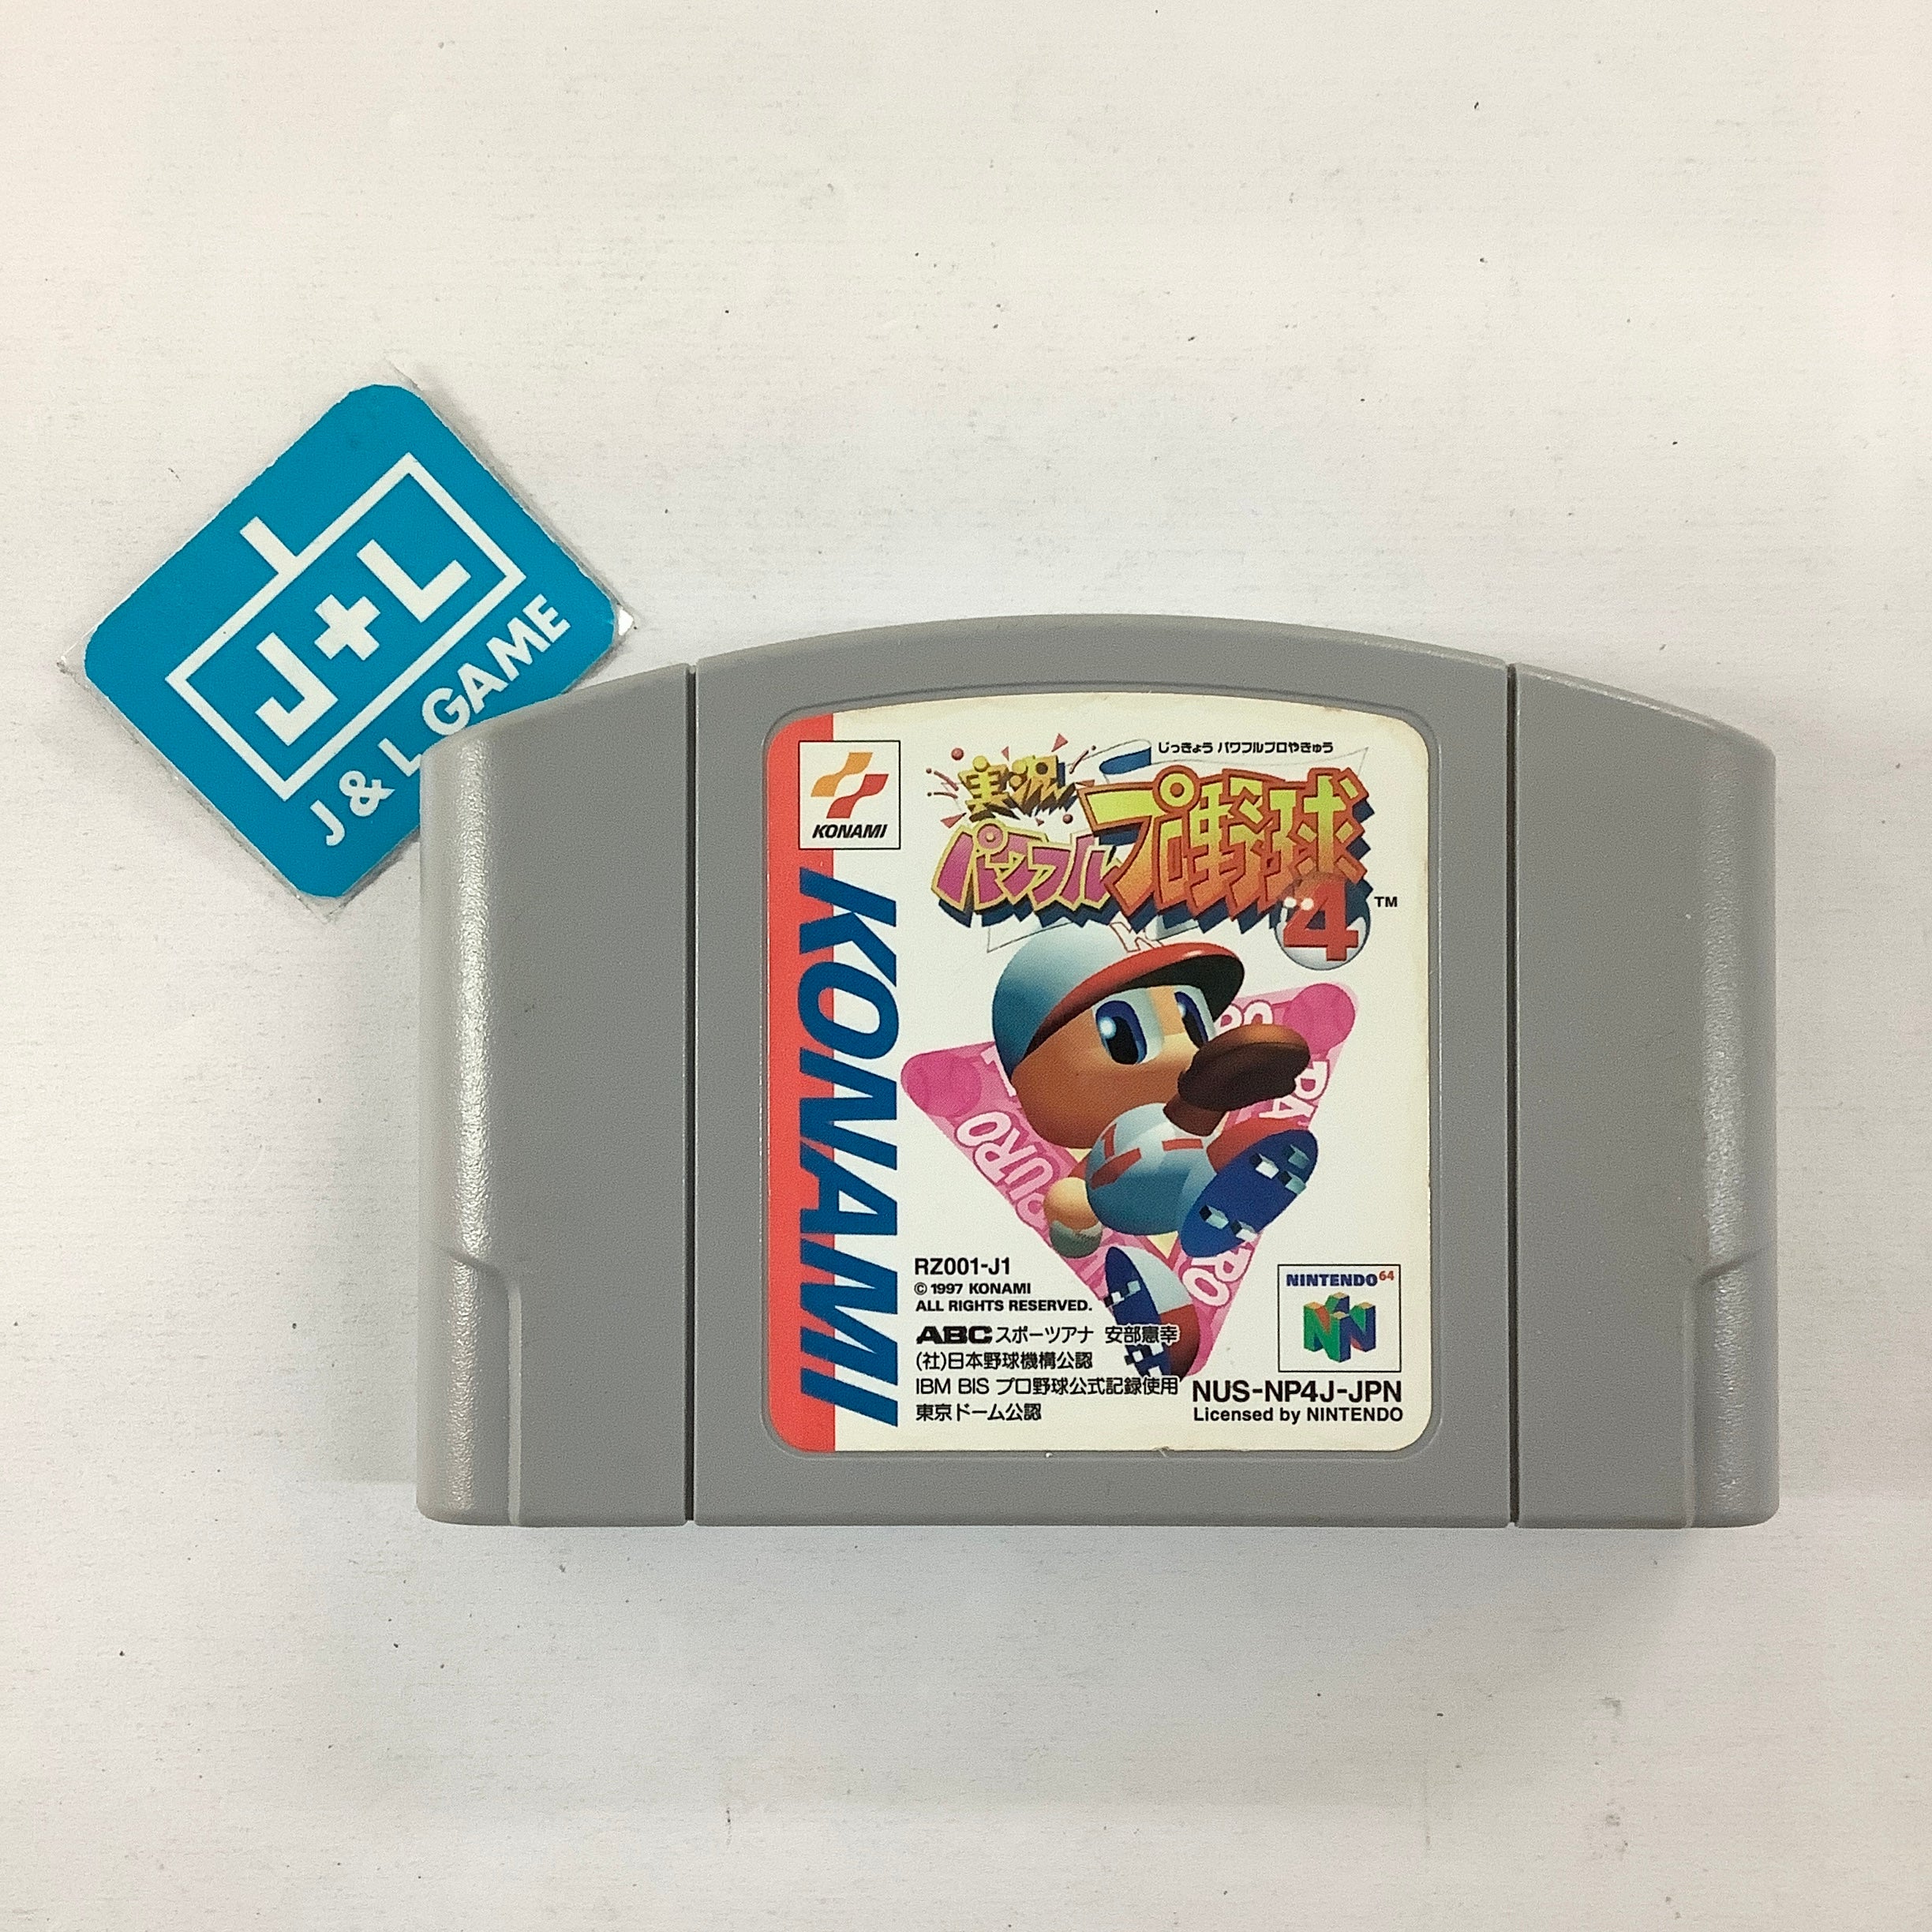 J+L
J & L GAME
KONAMI
KONAMI
じっきょう パワフルプロやきゅう
実況
パワフルプロ野球
4 TM
PURO
PURO
RZ001-J1
© 1997 KONAMI
ALL RIGHTS RESERVED.
ABC スポーツアナ 安部憲幸
(社)日本野球機構公認
IBM BIS プロ野球公式記録使用
東京ドーム公認
NINTENDO64
NUS-NP4J-JPN
Licensed by NINTENDO